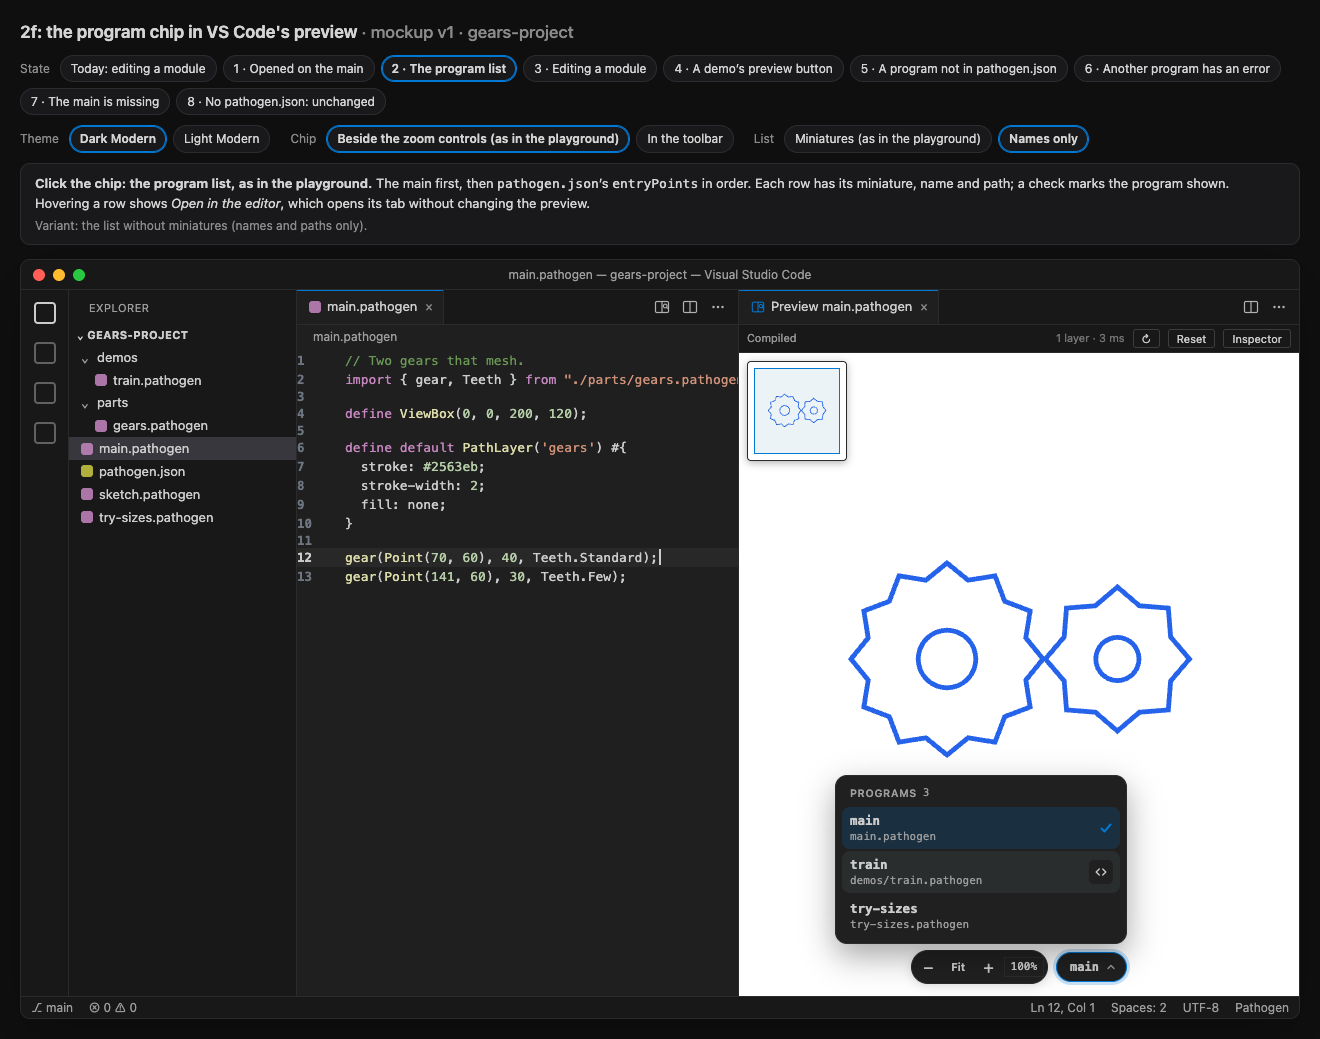 2f: the program chip in VS Code's preview · mockup v1 · gears-project
State Today: editing a module 1 · Opened on the main 2 · The program list 3 · Editing a module 4 · A demo's preview button 5 · A program not in pathogen.json 6 · Another program has an error
7 · The main is missing 8 · No pathogen.json: unchanged
Theme Dark Modern Light Modern Chip Beside the zoom controls (as in the playground) In the toolbar List Miniatures (as in the playground) Names only
Click the chip: the program list, as in the playground. The main first, then pathogen.json's entryPoints in order. Each row has its miniature, name and path; a check marks the program shown.
Hovering a row shows Open in the editor, which opens its tab without changing the preview.
Variant: the list without miniatures (names and paths only).
main.pathogen — gears-project — Visual Studio Code
EXPLORER
GEARS-PROJECT
demos
train.pathogen
parts
gears.pathogen
main.pathogen
pathogen.json
sketch.pathogen
try-sizes.pathogen
main.pathogen ×
main.pathogen
1 // Two gears that mesh.
2 import { gear, Teeth } from "./parts/gears.pathogen
3
4 define ViewBox(0, 0, 200, 120);
5
6 define default PathLayer('gears') #{
7 stroke: #2563eb;
8 stroke-width: 2;
9 fill: none;
10 }
11
12 gear(Point(70, 60), 40, Teeth.Standard);
13 gear(Point(141, 60), 30, Teeth.Few);
Preview main.pathogen ×
Compiled 1 layer · 3 ms Reset Inspector
PROGRAMS 3
main
main.pathogen
train
demos/train.pathogen
try-sizes
try-sizes.pathogen
− Fit + 100% main
main 0 0 Ln 12, Col 1 Spaces: 2 UTF-8 Pathogen